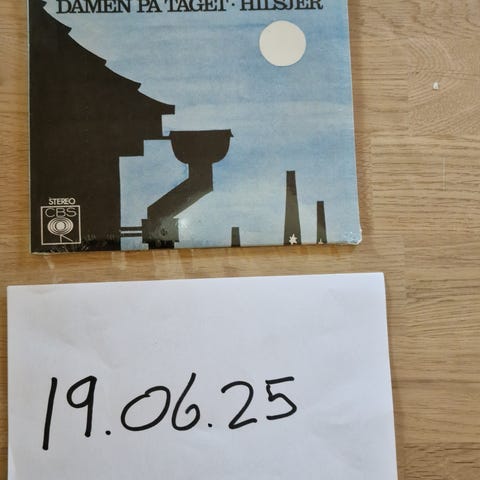 DAMEN PÅ TAGET · HILSJER
STEREO
CBS
19.06.25